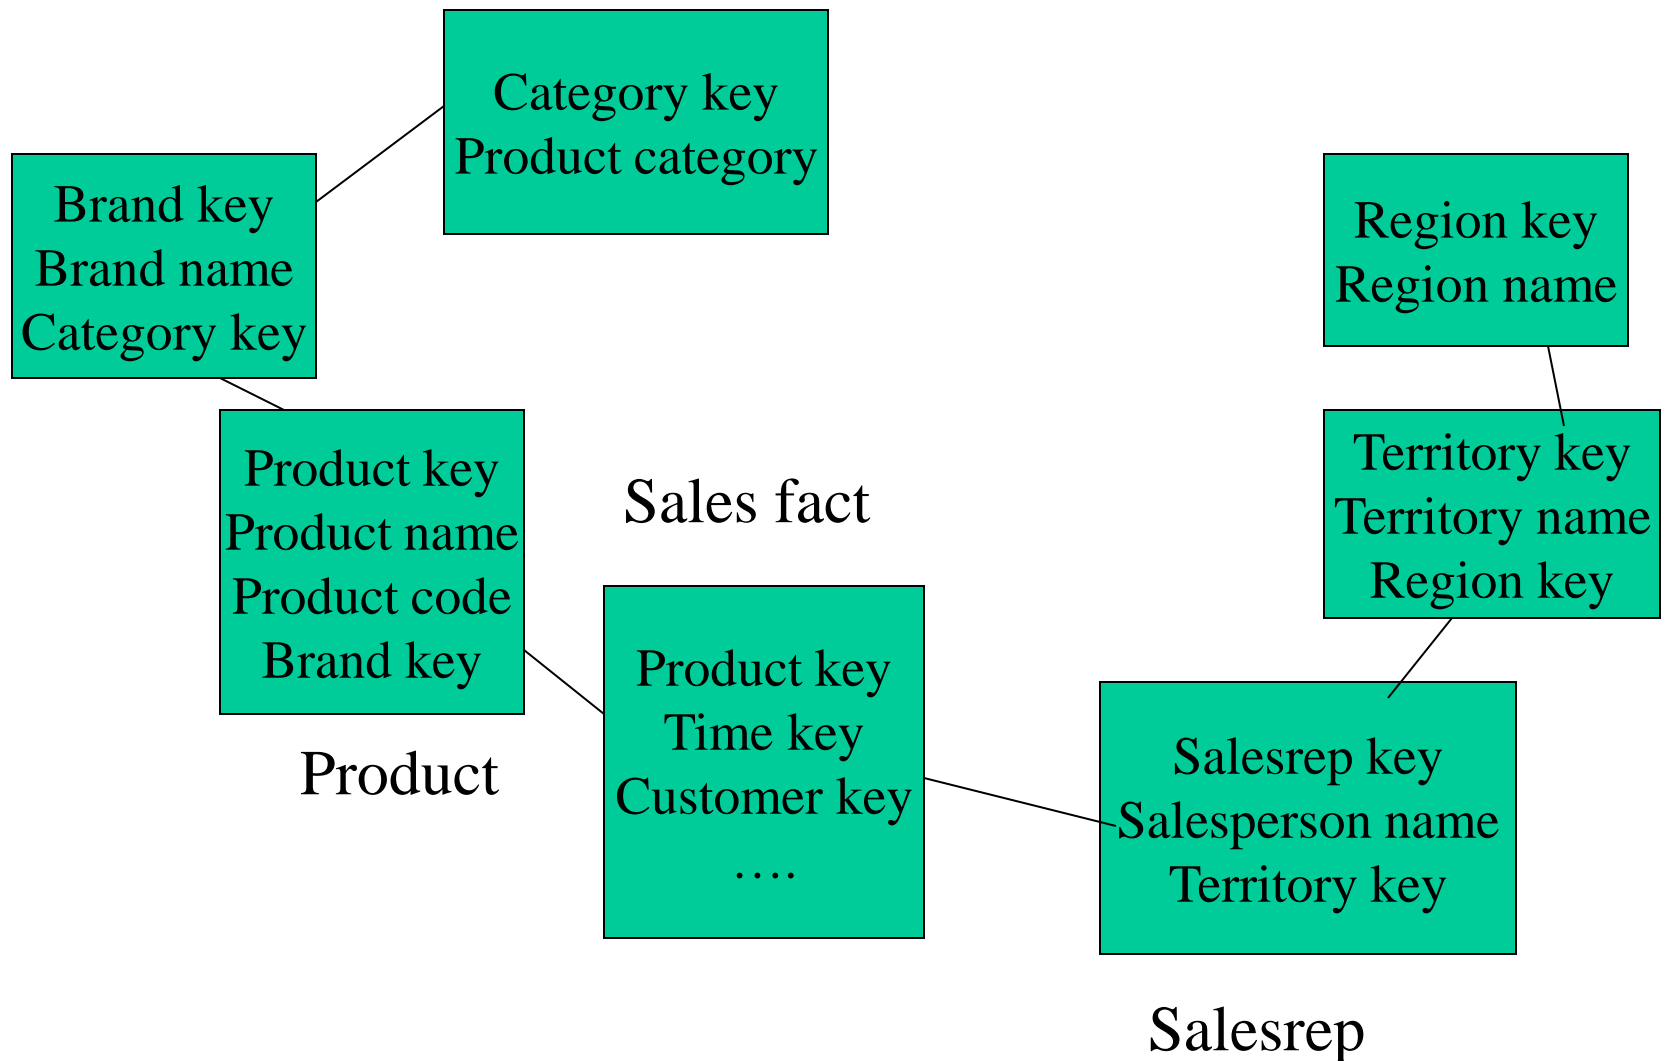 Category key
Product category
Brand key
Brand name
Category key
Region key
Region name
Product key
Product name
Product code
Brand key
Product
Sales fact
Product key
Time key
Customer key
....
Territory key
Territory name
Region key
Salesrep key
Salesperson name
Territory key
Salesrep